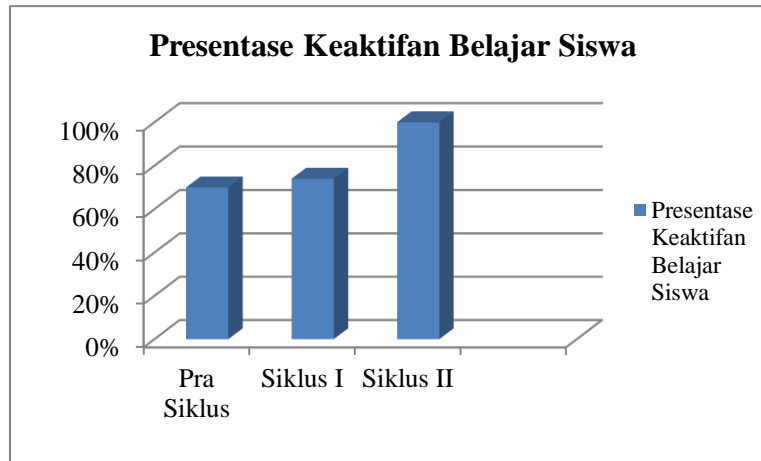 Presentase Keaktifan Belajar Siswa
100%
80%
60%
40%
20%
0%
Pra
Siklus
Siklus I
Siklus II
Presentase
Keaktifan
Belajar
Siswa